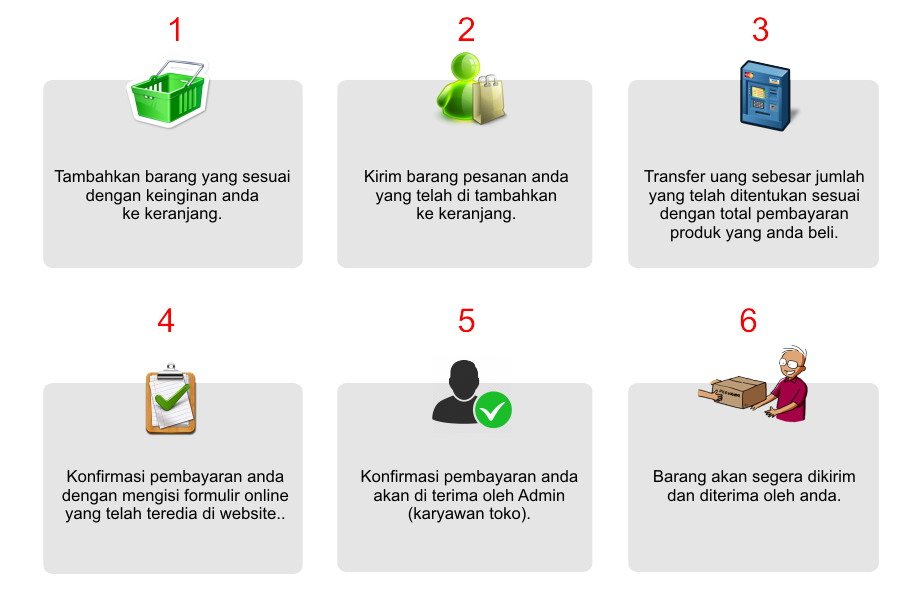 1
2
3
Tambahkan barang yang sesuai
dengan keinginan anda
ke keranjang.
Kirim barang pesanan anda
yang telah di tambahkan
ke keranjang.
Transfer uang sebesar jumlah
yang telah ditentukan sesuai
dengan total pembayaran
produk yang anda beli.
4
5
6
Konfirmasi pembayaran anda
dengan mengisi formulir online
yang telah teredia di website..
Konfirmasi pembayaran anda
akan di terima oleh Admin
(karyawan toko).
Barang akan segera dikirim
dan diterima oleh anda.